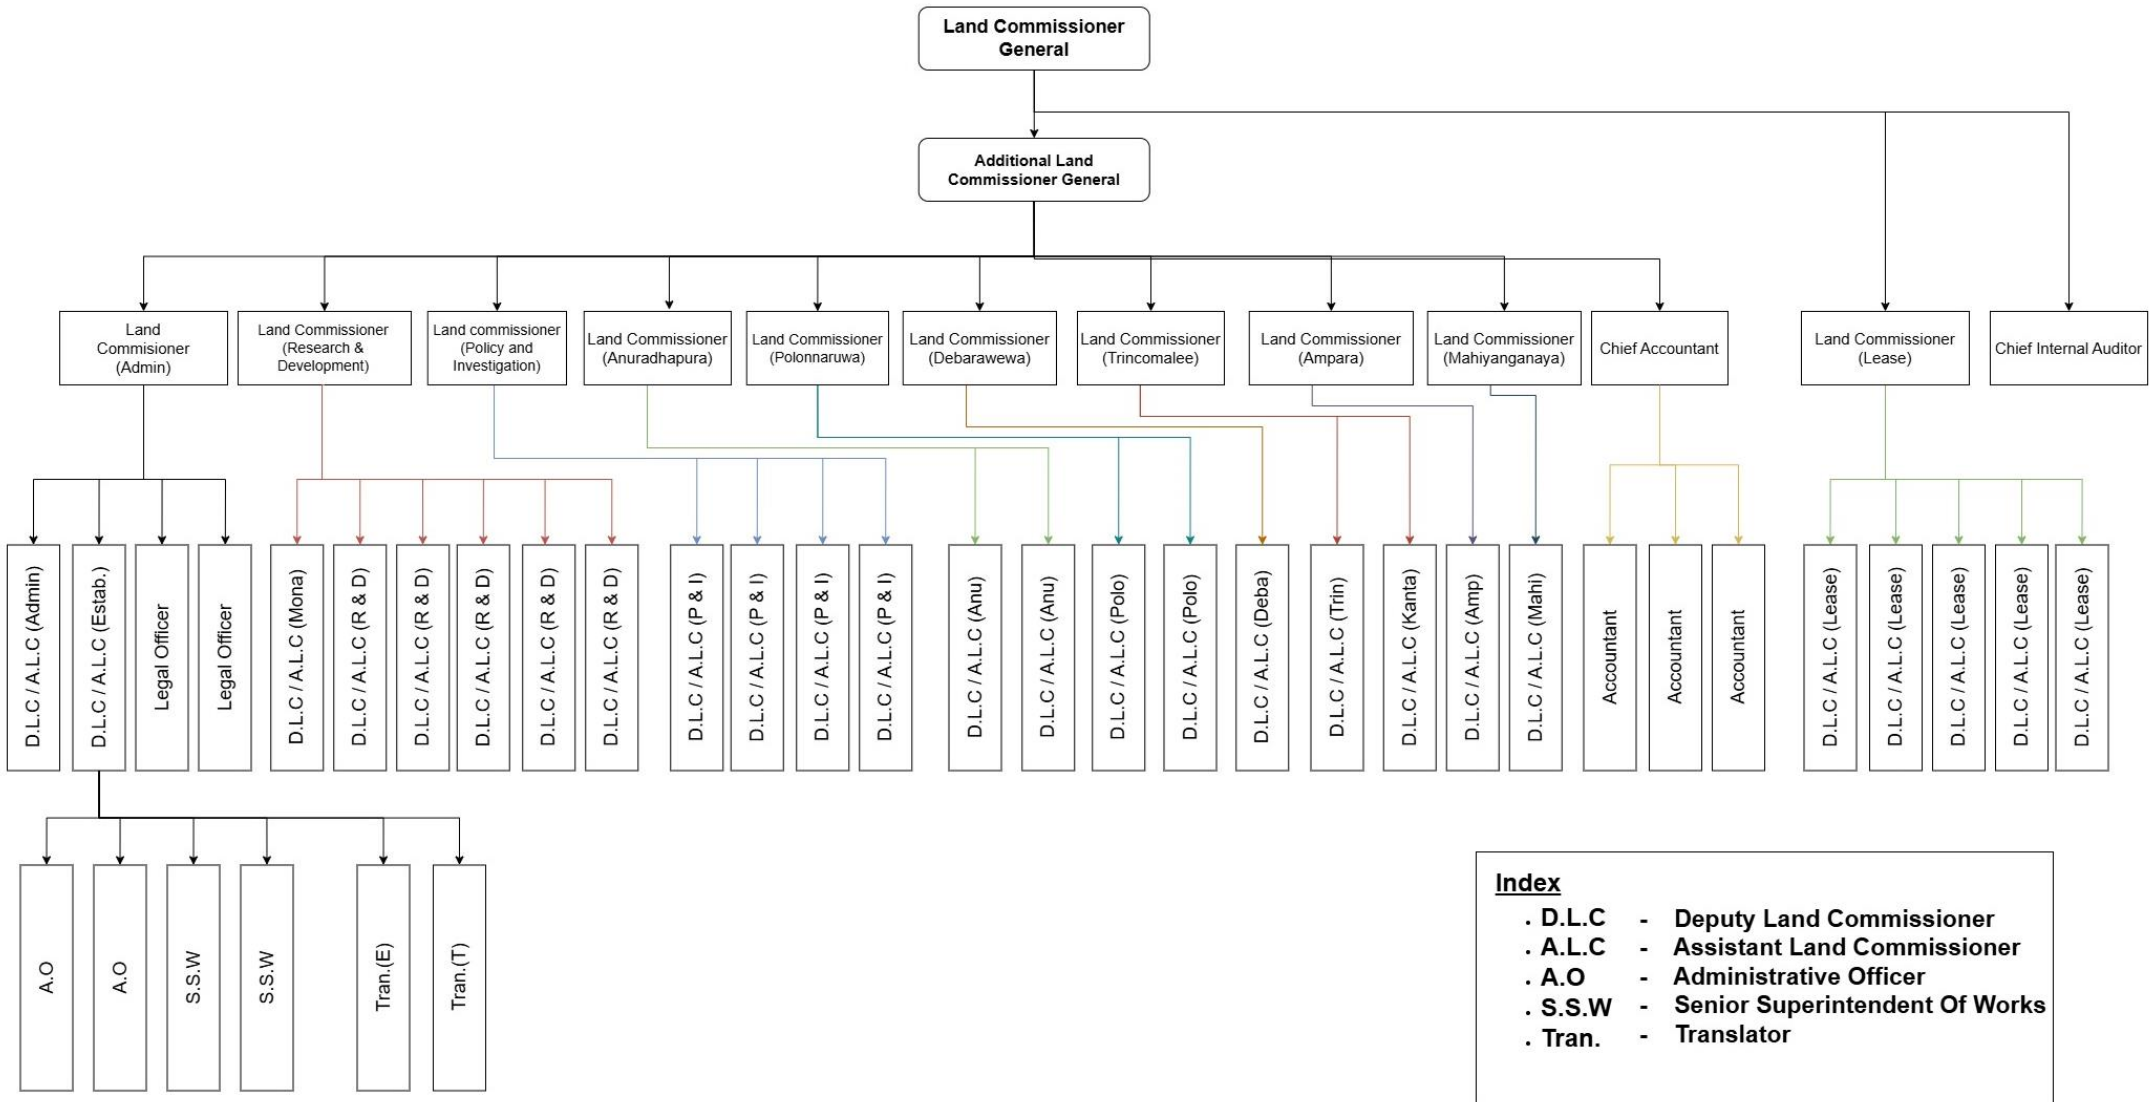 Land Commissioner
General
Additional Land
Commissioner General
Land
Commisioner
(Admin)
Land Commissioner
(Research &
Development)
Land commissioner
(Policy and
Investigation)
Land Commissioner
(Anuradhapura)
Land Commissioner
(Polonnaruwa)
Land Commissioner
(Debarawewa)
Land Commissioner
(Trincomalee)
Land Commissioner
(Ampara)
Land Commissioner
(Mahiyanganaya)
Chief Accountant
Land Commissioner
(Lease)
Chief Internal Auditor
D.L.C / A.L.C (Admin)
D.L.C / A.L.C (Estab.)
Legal Officer
Legal Officer
D.L.C / A.L.C (Mona)
D.L.C / A.L.C (R & D)
D.L.C / A.L.C (R & D)
D.L.C / A.L.C (R & D)
D.L.C / A.L.C (R & D)
D.L.C / A.L.C (R & D)
D.L.C / A.L.C (P & I)
D.L.C / A.L.C (P & I)
D.L.C / A.L.C (P & I)
D.L.C / A.L.C (P & I)
D.L.C / A.L.C (Anu)
D.L.C / A.L.C (Anu)
D.L.C / A.L.C (Polo)
D.L.C / A.L.C (Polo)
D.L.C / A.L.C (Deba)
D.L.C / A.L.C (Trin)
D.L.C / A.L.C (Kanta)
D.L.C / A.L.C (Amp)
D.L.C / A.L.C (Mahi)
Accountant
Accountant
Accountant
D.L.C / A.L.C (Lease)
D.L.C / A.L.C (Lease)
D.L.C / A.L.C (Lease)
D.L.C / A.L.C (Lease)
D.L.C / A.L.C (Lease)
A.O
A.O
S.S.W
S.S.W
Tran.(E)
Tran.(T)
Index
. D.L.C - Deputy Land Commissioner
. A.L.C - Assistant Land Commissioner
. A.O - Administrative Officer
. S.S.W - Senior Superintendent Of Works
. Tran. - Translator